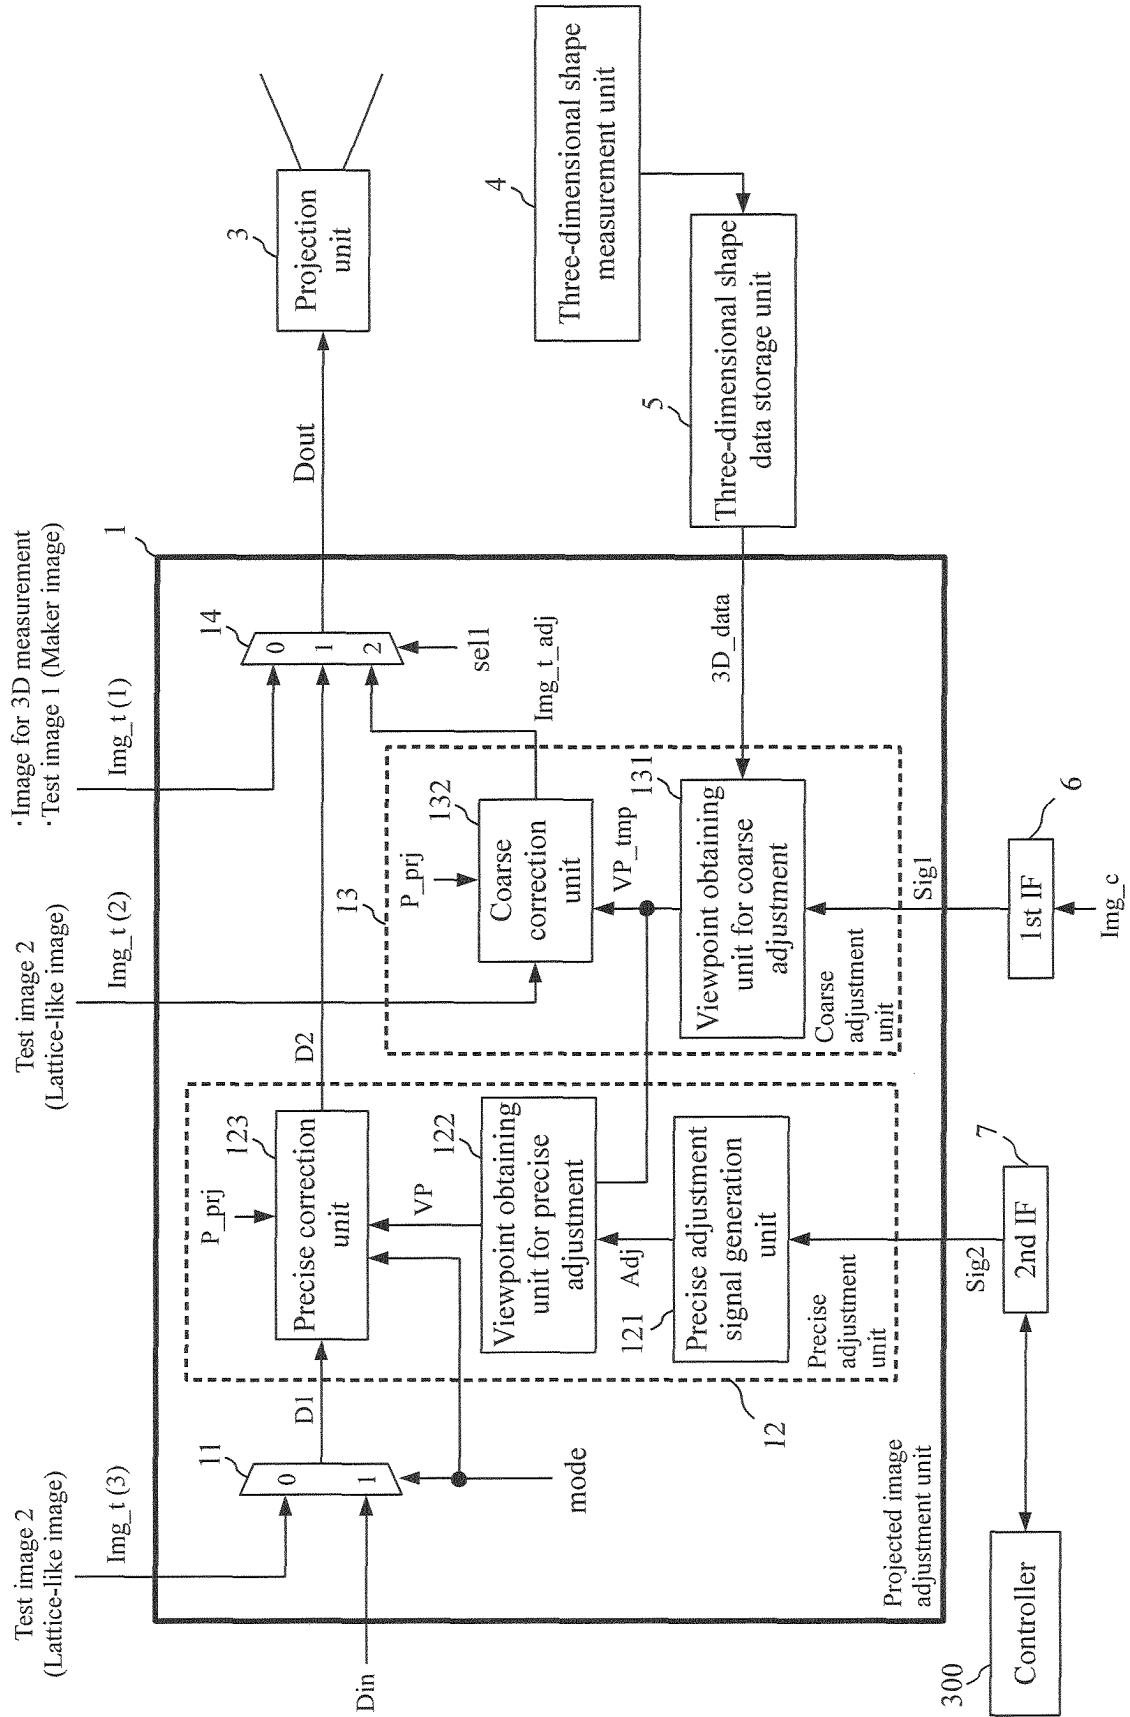 Test image 2
(Lattice-like image)
Img_t (3)
Test image 2
(Lattice-like image)
Img_t (2)
· Image for 3D measurement
· Test image 1 (Maker image)
Img_t (1)
1
Din
11
0
1
mode
D1
P_prj
123
Precise correction
unit
D2
VP
122
Viewpoint obtaining
unit for precise
adjustment
Adj
121
Precise adjustment
signal generation
unit
Precise
adjustment
unit
12
13
P_prj
132
Coarse
correction
unit
VP_tmp
131
Viewpoint obtaining
unit for coarse
adjustment
Coarse
adjustment
unit
Img_t_adj
14
0
1
2
sel1
Dout
3
Projection
unit
4
Three-dimensional shape
measurement unit
5
Three-dimensional shape
data storage unit
3D_data
Projected image
adjustment unit
Sig2
7
2nd IF
Sig1
6
1st IF
Img_c
300
Controller